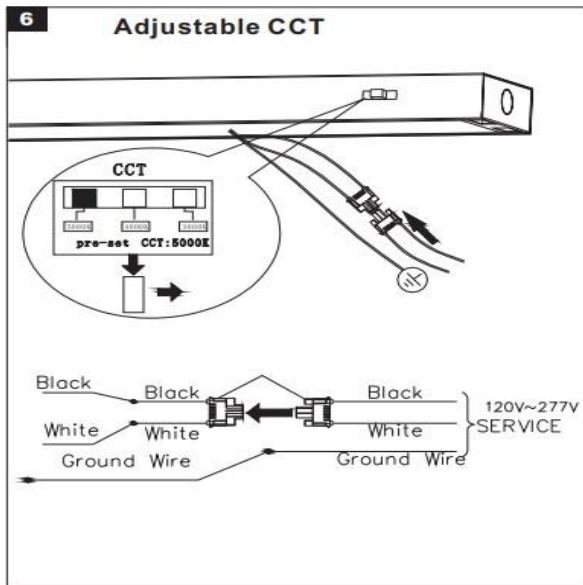 6
Adjustable CCT
CCT
pre-set CCT:5000K
Black
Black
Black
120V~277V
White
White
White
SERVICE
Ground Wire
Ground Wire